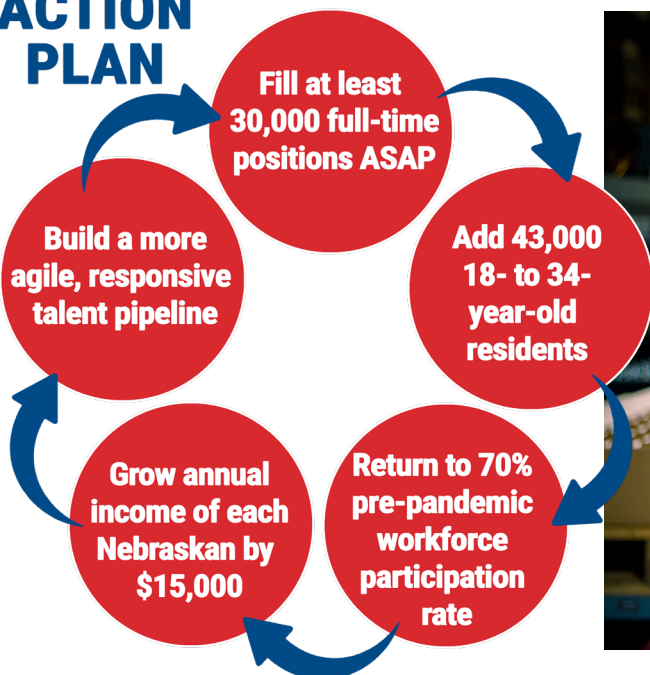 ACTION
PLAN
Fill at least
30,000 full-time
positions ASAP
Add 43,000
18- to 34-
year-old
residents
Return to 70%
pre-pandemic
workforce
participation
rate
Grow annual
income of each
Nebraskan by
$15,000
Build a more
agile, responsive
talent pipeline